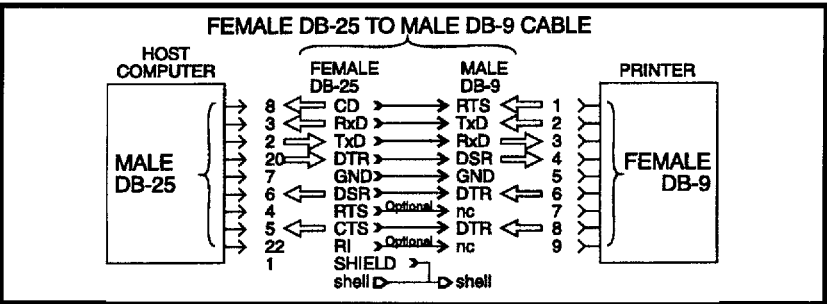 FEMALE DB-25 TO MALE DB-9 CABLE
HOST
COMPUTER
FEMALE
DB-25
MALE
DB-9
PRINTER
MALE
DB-25
FEMALE
DB-9
8 CD RTS 1
3 RxD TxD 2
2 TxD RxD 3
20 DTR DSR 4
7 GND GND 5
6 DSR DTR 6
4 RTS Optional nc 7
5 CTS DTR 8
22 RI Optional nc 9
1 SHIELD
shell shell